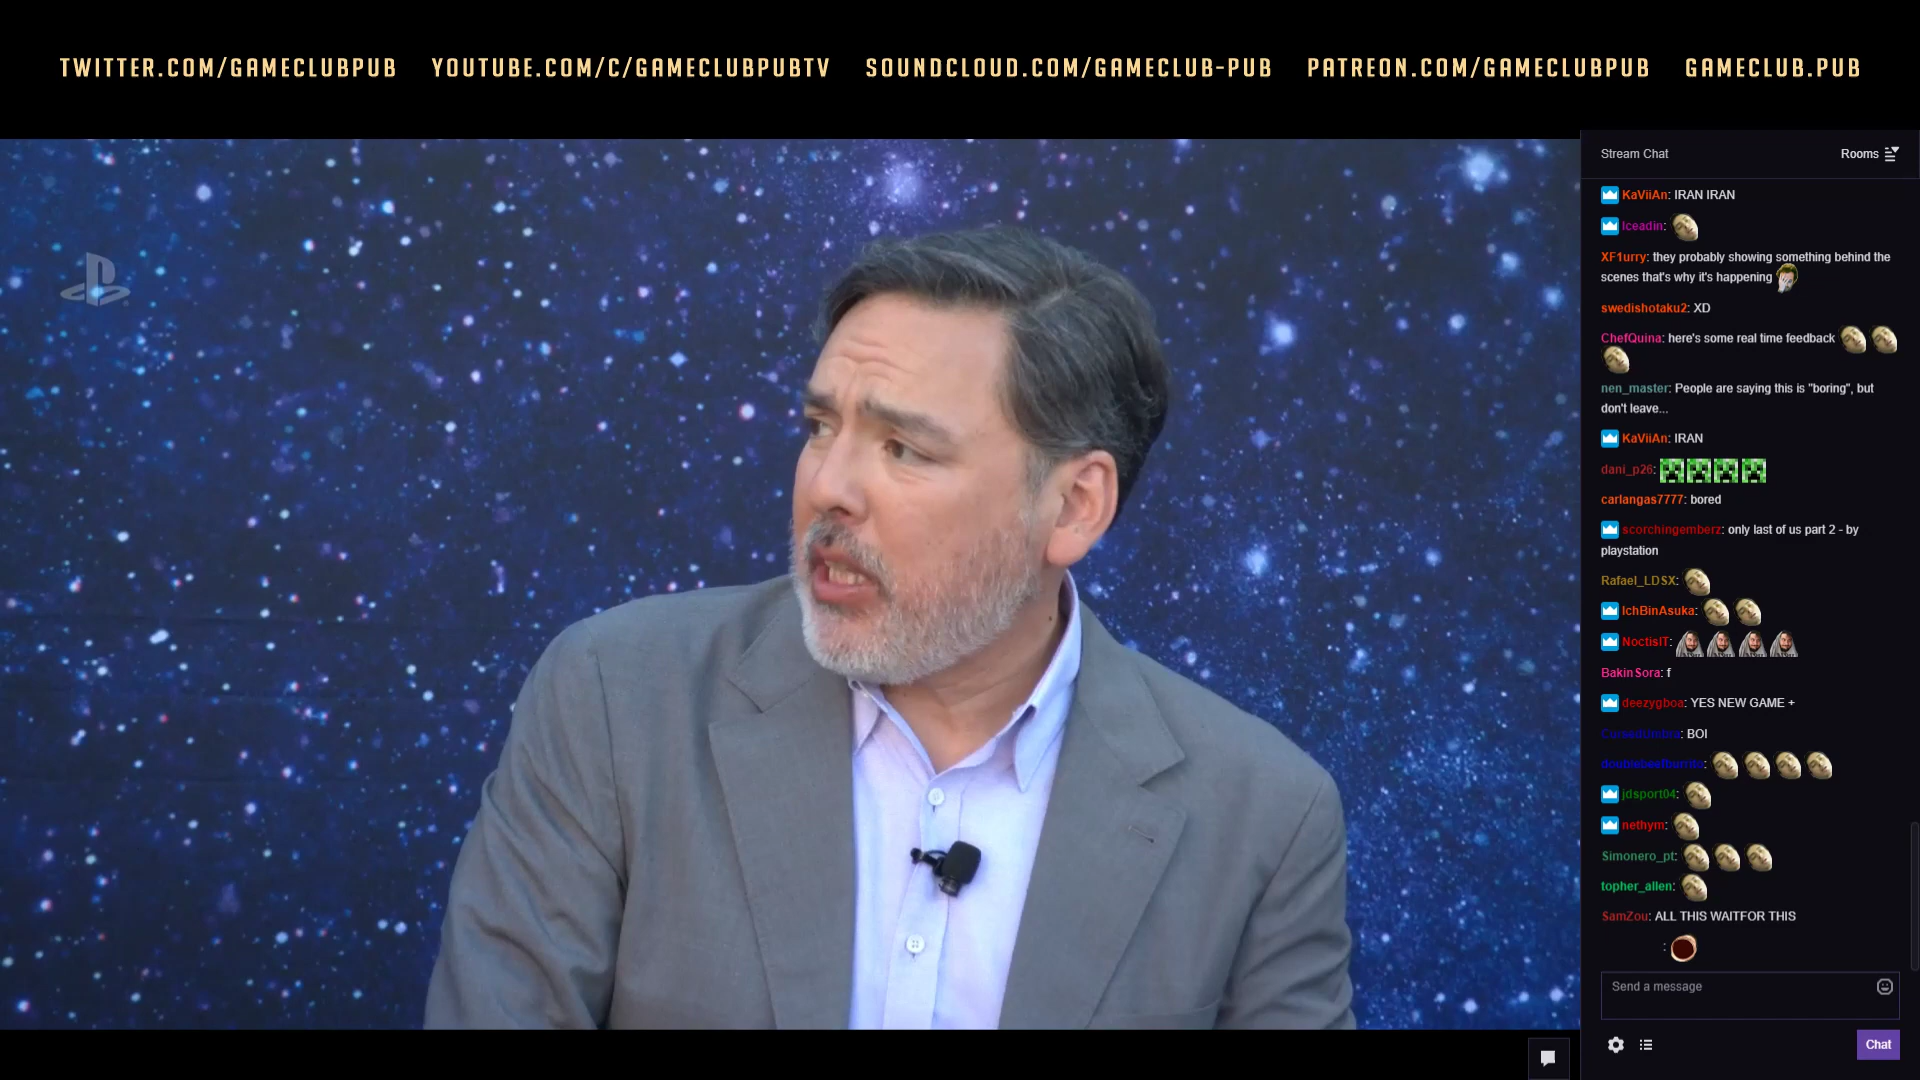 TWITTER.COM/GAMECLUBPUB YOUTUBE.COM/C/GAMECLUBPUBTV SOUNDCLOUD.COM/GAMECLUB-PUB PATREON.COM/GAMECLUBPUB GAMECLUB.PUB
Stream Chat Rooms
KaViiAn: IRAN IRAN
Iceadin:
XF1urry: they probably showing something behind the
scenes that's why it's happening
swedishotaku2: XD
ChefQuina: here's some real time feedback
nen_master: People are saying this is "boring", but
don't leave...
KaViiAn: IRAN
dani_p26:
carlangas7777: bored
scorchingemberz: only last of us part 2 - by
playstation
Rafael_LDSX:
IchBinAsuka:
NoctisIT:
BakinSora: f
deezygboa: YES NEW GAME +
: BOI
doublebeefburrito:
jdsport04:
nethym:
Simonero_pt:
topher_allen:
SamZou: ALL THIS WAITFOR THIS
:
Send a message
Chat